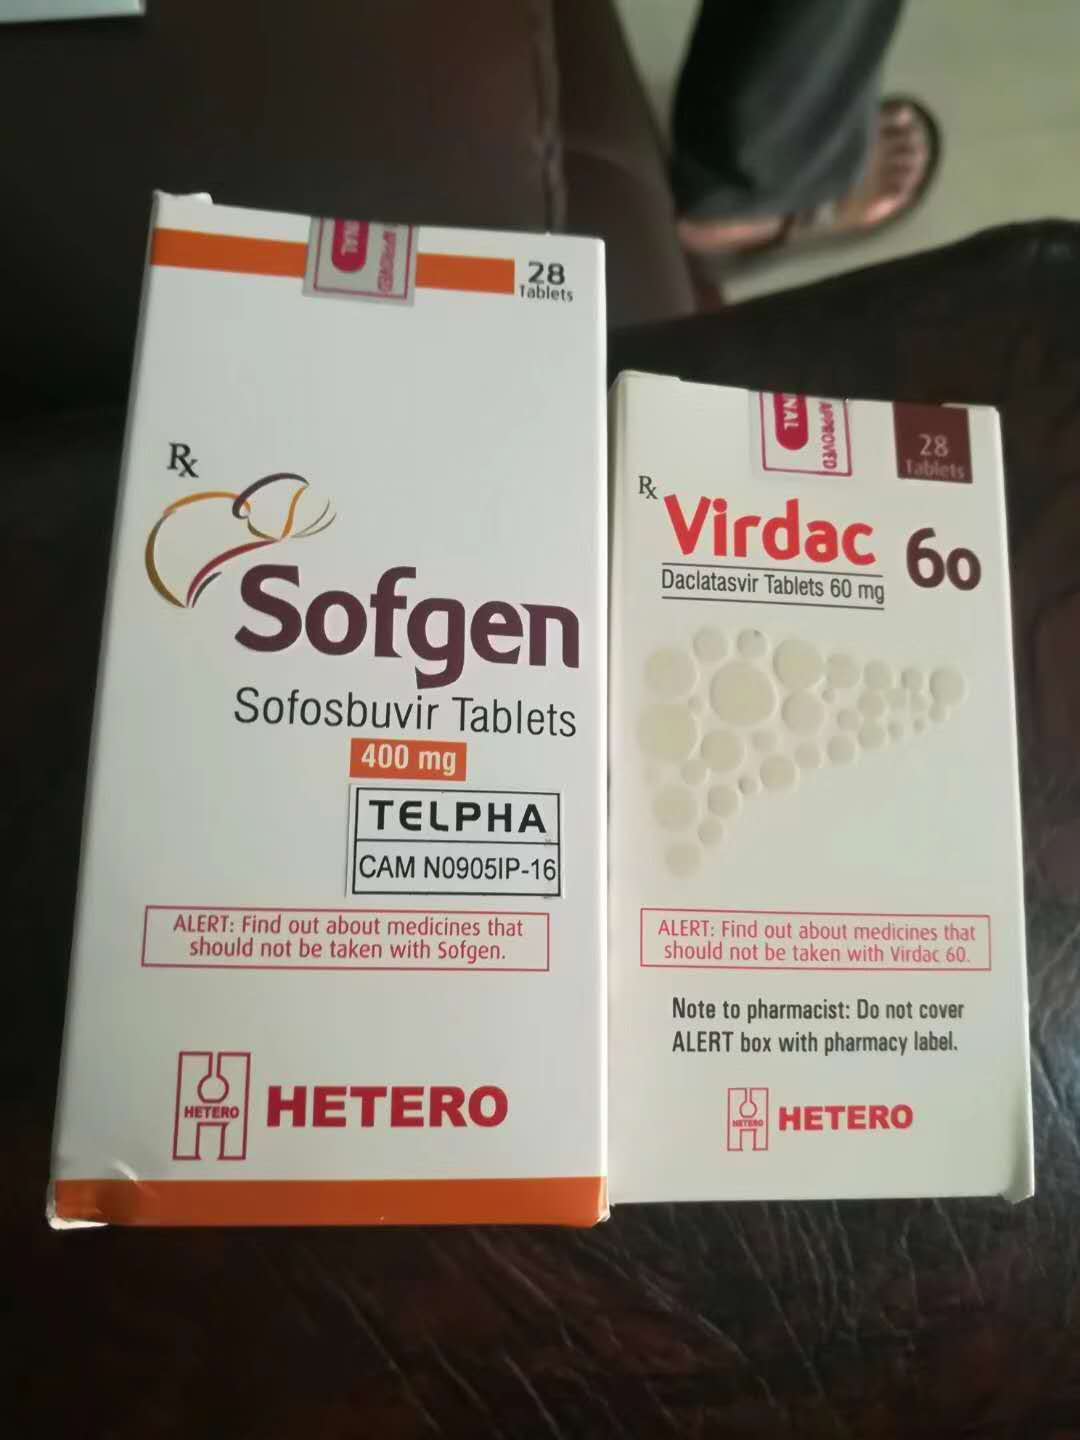 APPROVED
28
Tablets
Rx
Sofgen
Sofosbuvir Tablets
400 mg
TELPHA
CAM N0905IP-16
ALERT: Find out about medicines that
should not be taken with Sofgen.
HETERO
HETERO
APPROVED
28
Tablets
Rx
Virdac 60
Daclatasvir Tablets 60 mg
ALERT: Find out about medicines that
should not be taken with Virdac 60.
Note to pharmacist: Do not cover
ALERT box with pharmacy label.
HETERO
HETERO